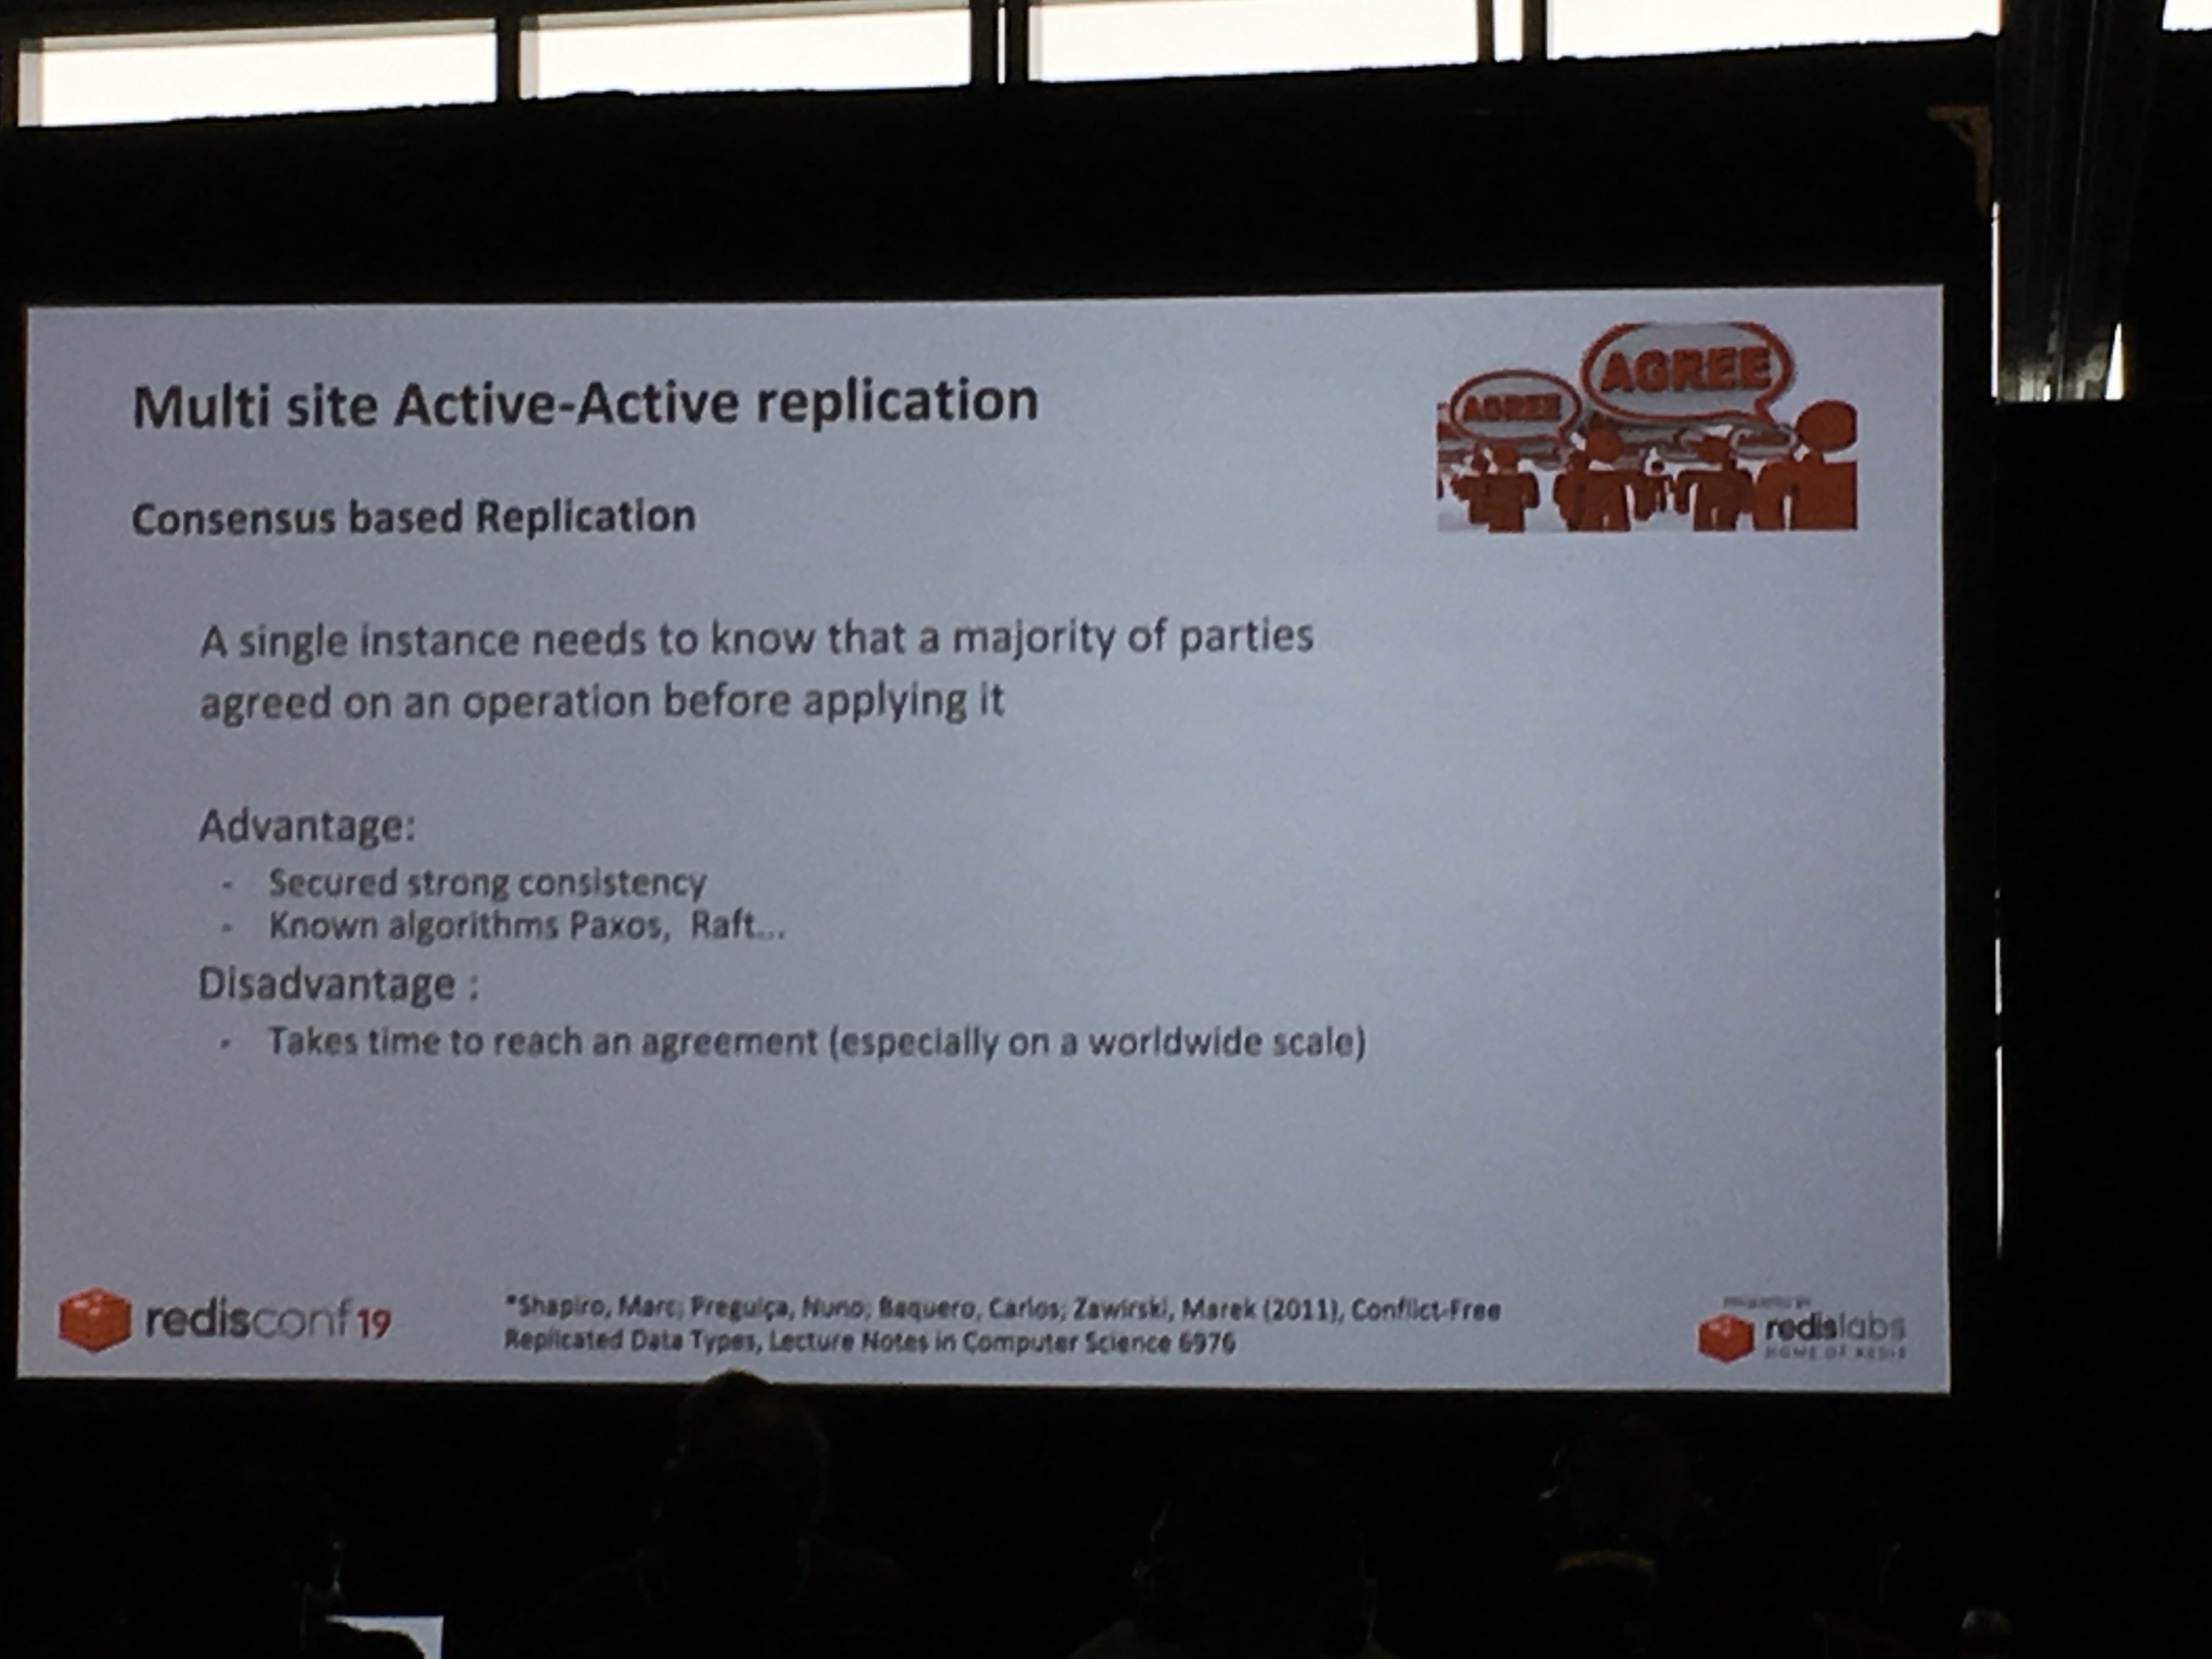 AGREE
AGREE
Multi site Active-Active replication
Consensus based Replication
A single instance needs to know that a majority of parties
agreed on an operation before applying it
Advantage:
- Secured strong consistency
- Known algorithms Paxos, Raft...
Disadvantage :
- Takes time to reach an agreement (especially on a worldwide scale)
redisconf19
*Shapiro, Marc; Preguiça, Nuno; Baquero, Carlos; Zawirski, Marek (2011), Conflict-Free
Replicated Data Types, Lecture Notes in Computer Science 6976
PRESENTED BY
redislabs
HOME OF REDIS